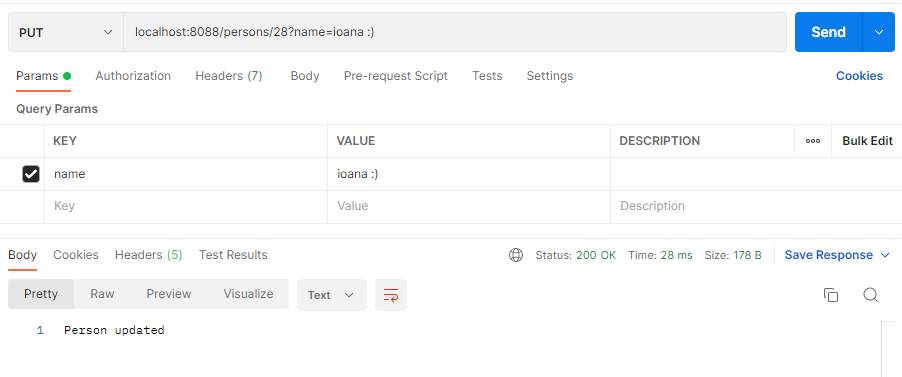 PUT localhost:8088/persons/28?name=ioana :) Send
Params Authorization Headers (7) Body Pre-request Script Tests Settings Cookies
Query Params
KEY VALUE DESCRIPTION ooo Bulk Edit
name ioana :)
Key Value Description
Body Cookies Headers (5) Test Results Status: 200 OK Time: 28 ms Size: 178 B Save Response
Pretty Raw Preview Visualize Text
1 Person updated